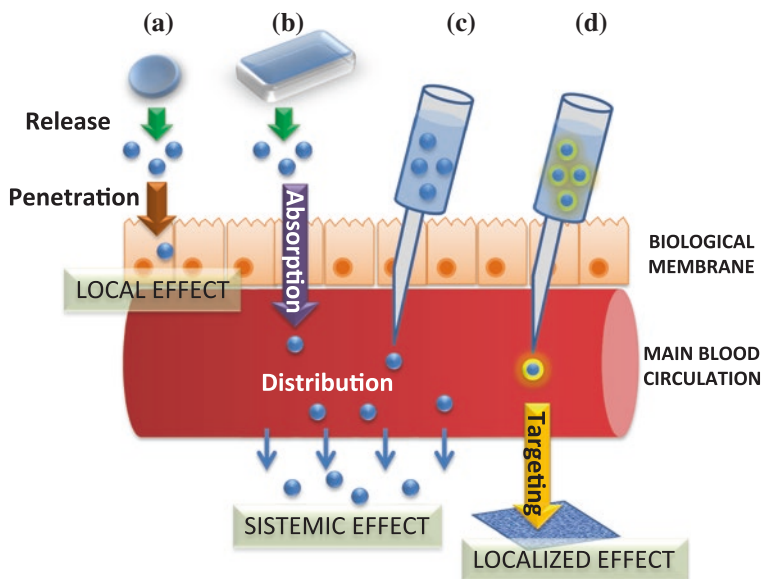 (a) (b) (c) (d)
Release
Penetration
Absorption
BIOLOGICAL
MEMBRANE
LOCAL EFFECT
MAIN BLOOD
CIRCULATION
Distribution
Targeting
SISTEMIC EFFECT
LOCALIZED EFFECT